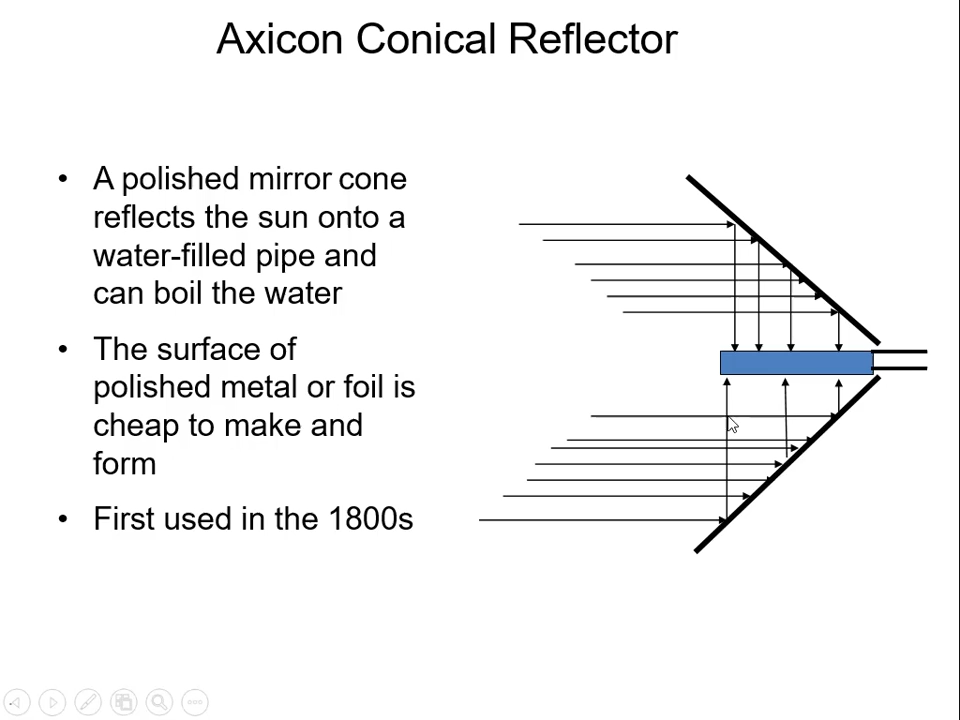 Axicon Conical Reflector
• A polished mirror cone
reflects the sun onto a
water-filled pipe and
can boil the water
• The surface of
polished metal or foil is
cheap to make and
form
• First used in the 1800s